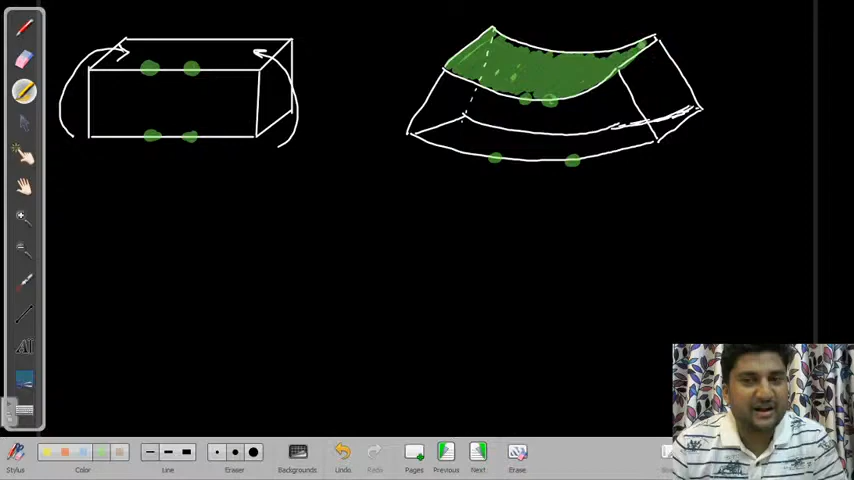 Stylus
Color
Line
Eraser
Backgrounds
Undo
Redo
Pages
Previous
Next
Erase